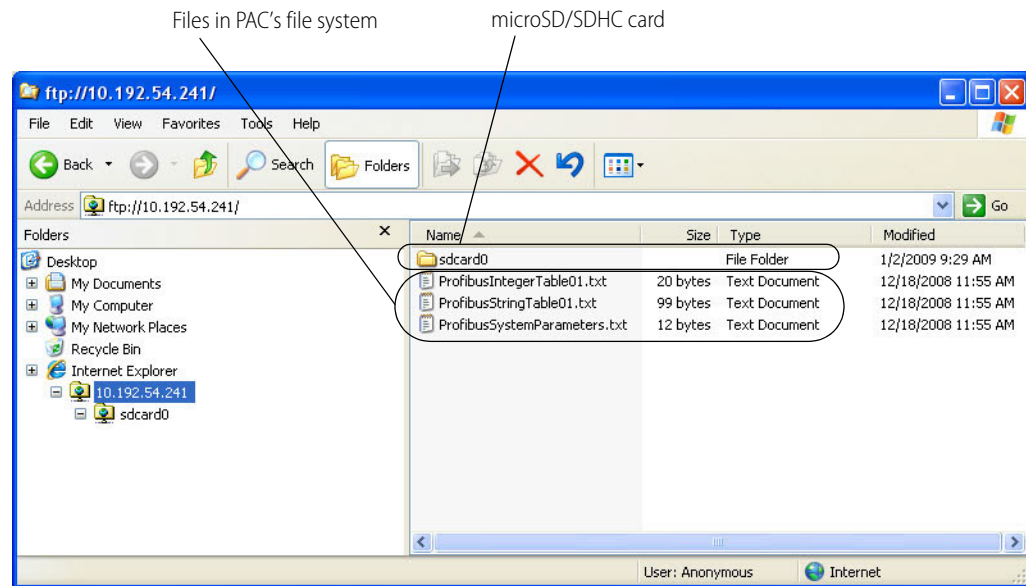 Files in PAC's file system microSD/SDHC card
ftp://10.192.54.241/
File Edit View Favorites Tools Help
Back Search Folders
Address ftp://10.192.54.241/ Go
Folders x Name Size Type Modified
Desktop sdcard0 File Folder 1/2/2009 9:29 AM
My Documents ProfibusIntegerTable01.txt 20 bytes Text Document 12/18/2008 11:55 AM
My Computer ProfibusStringTable01.txt 99 bytes Text Document 12/18/2008 11:55 AM
My Network Places ProfibusSystemParameters.txt 12 bytes Text Document 12/18/2008 11:55 AM
Recycle Bin
Internet Explorer
10.192.54.241
sdcard0
User: Anonymous Internet